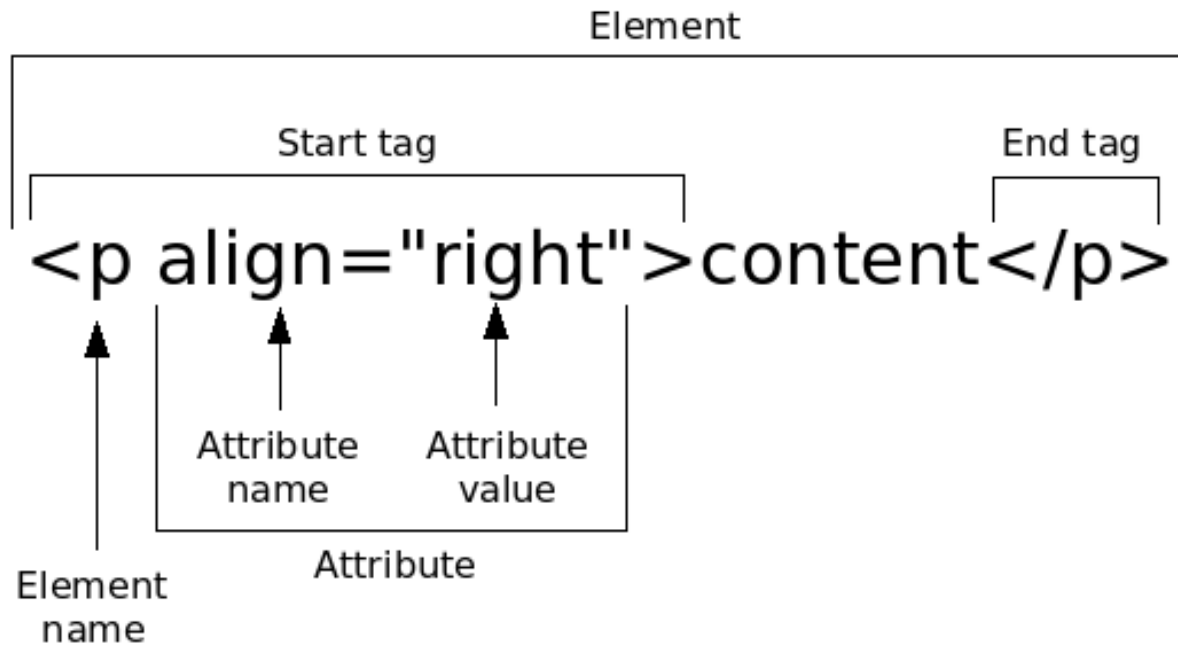 Element
Start tag
End tag
<p align="right">content</p>
Attribute
name
Attribute
value
Attribute
Element
name